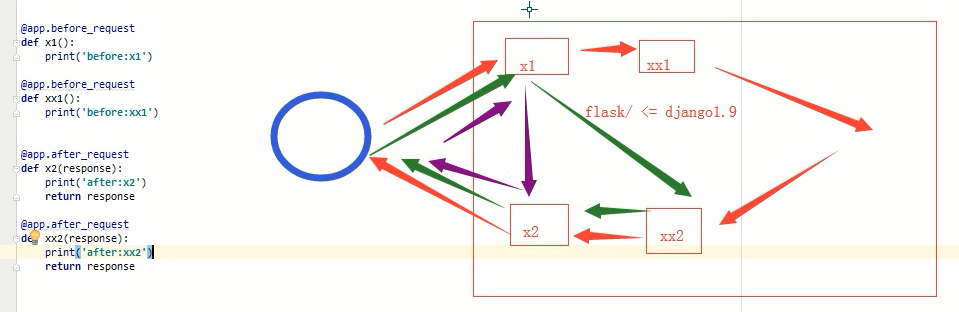 @app.before_request
def x1():
    print('before:x1')
@app.before_request
def xx1():
    print('before:xx1')
@app.after_request
def x2(response):
    print('after:x2')
    return response
@app.after_request
def xx2(response):
    print('after:xx2')
    return response
x1
xx1
flask/ <= django1.9
x2
xx2